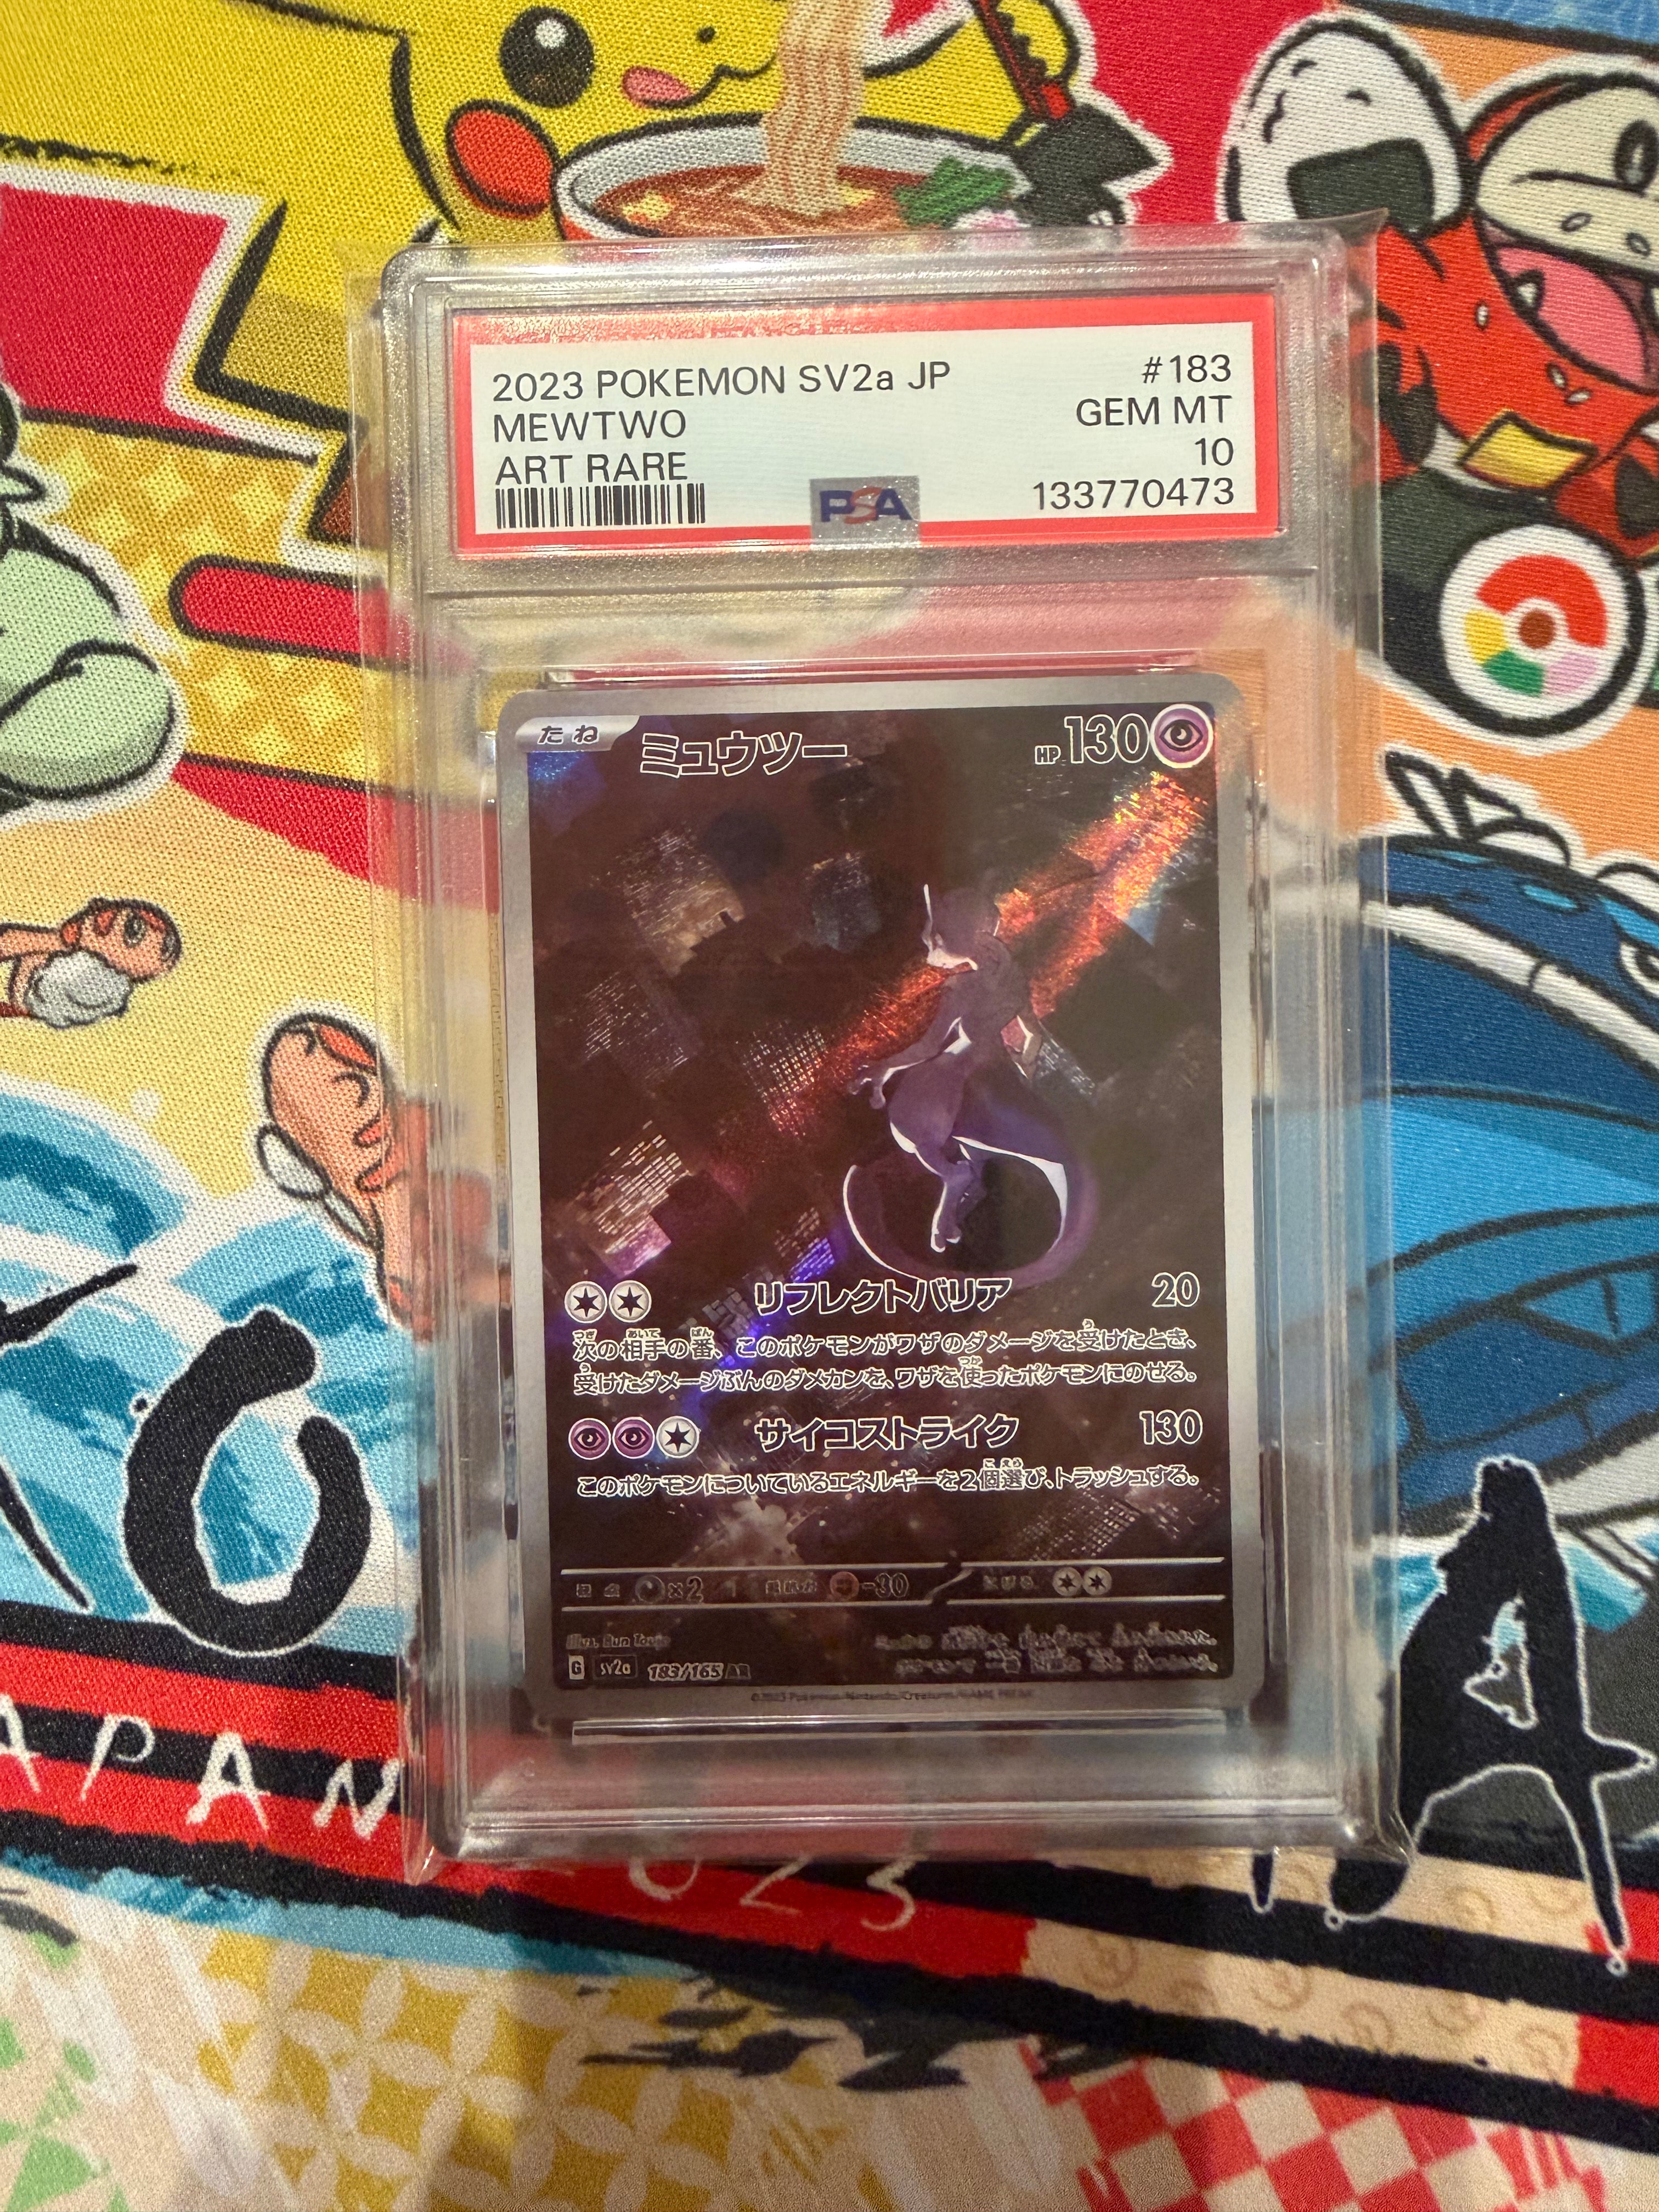 2023 POKEMON SV2a JP #183
MEWTWO GEM MT
ART RARE 10
PSA 133770473
たね ミュウツー HP 130
リフレクトバリア 20
次の相手の番、このポケモンがワザのダメージを受けたとき、
受けたダメージぶんのダメカンを、ワザを使ったポケモンにのせる。
サイコストライク 130
このポケモンについているエネルギーを2個選び、トラッシュする。
×2 -30
Illus.
G SV2a 183/165 AR
APAN
2023